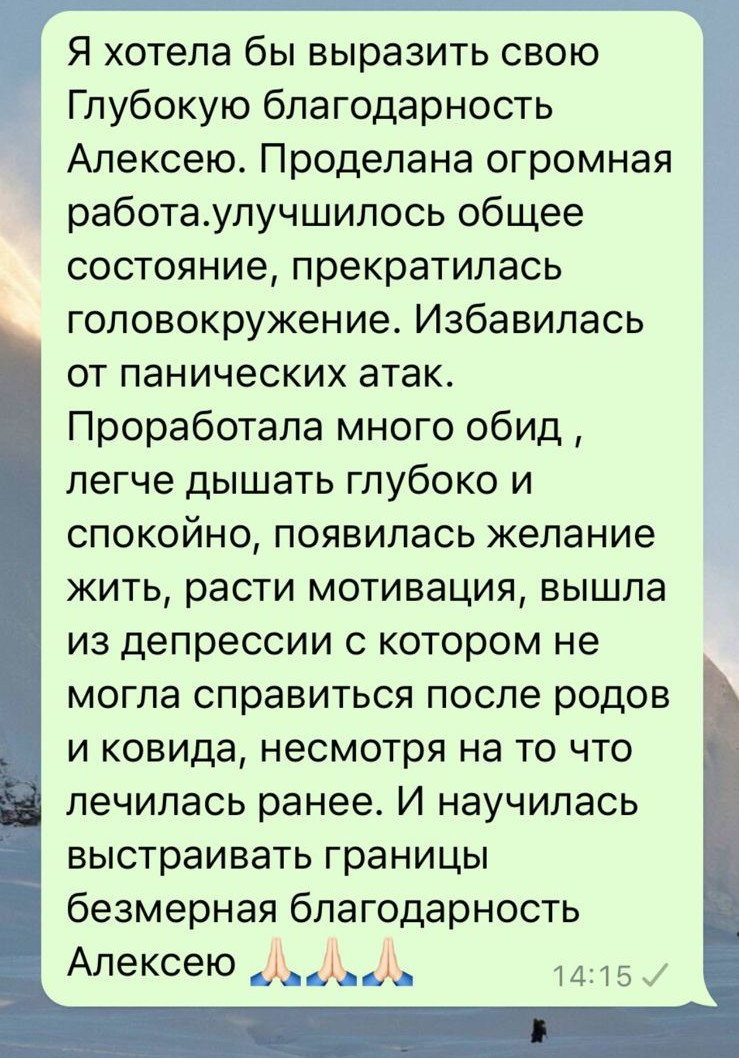 Я хотела бы выразить свою
Глубокую благодарность
Алексею. Проделана огромная
работа.улучшилось общее
состояние, прекратилась
головокружение. Избавилась
от панических атак.
Проработала много обид ,
легче дышать глубоко и
спокойно, появилась желание
жить, расти мотивация, вышла
из депрессии с котором не
могла справиться после родов
и ковида, несмотря на то что
лечилась ранее. И научилась
выстраивать границы
безмерная благодарность
Алексею 🙏🏻🙏🏻🙏🏻
14:15 ✓